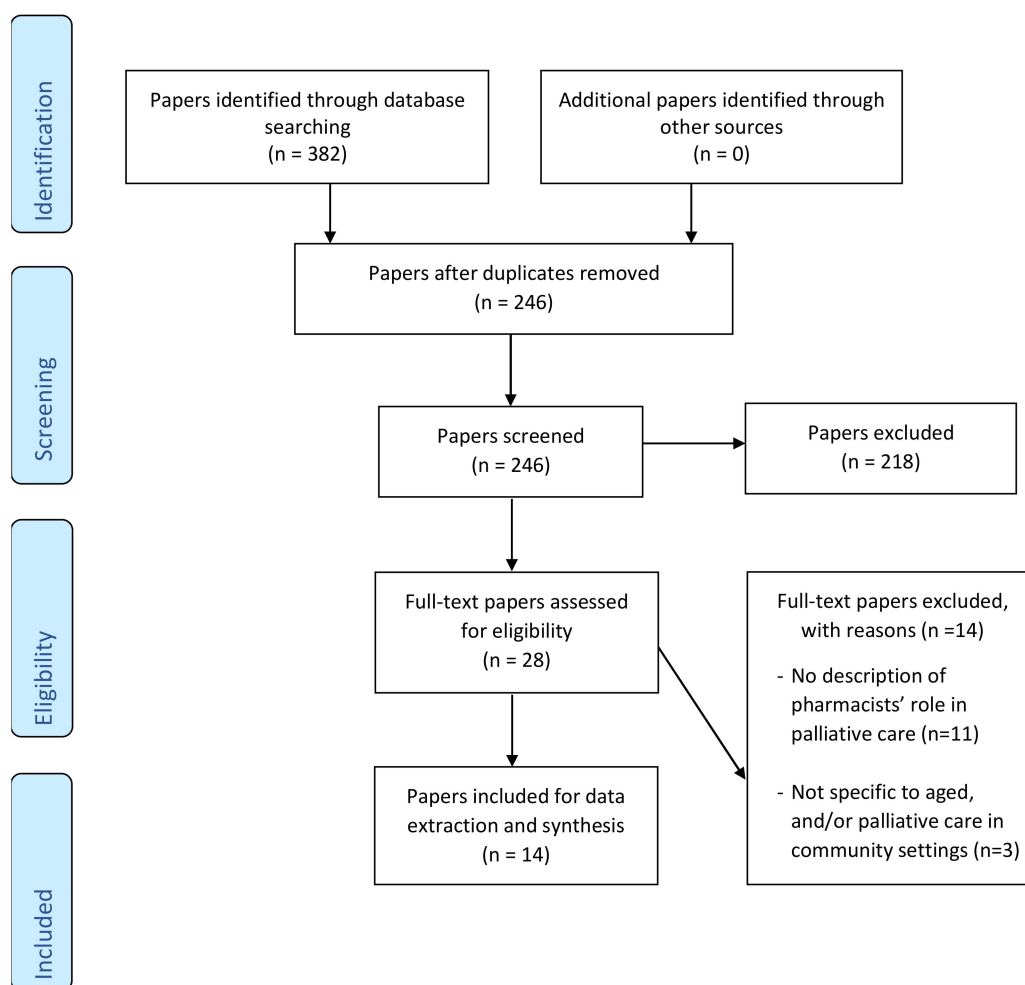 Identification
Papers identified through database
searching
(n = 382)
Additional papers identified through
other sources
(n = 0)
Papers after duplicates removed
(n = 246)
Screening
Papers screened
(n = 246)
Papers excluded
(n = 218)
Eligibility
Full-text papers assessed
for eligibility
(n = 28)
Full-text papers excluded,
with reasons (n =14)
- No description of
pharmacists’ role in
palliative care (n=11)
- Not specific to aged,
and/or palliative care in
community settings (n=3)
Included
Papers included for data
extraction and synthesis
(n = 14)